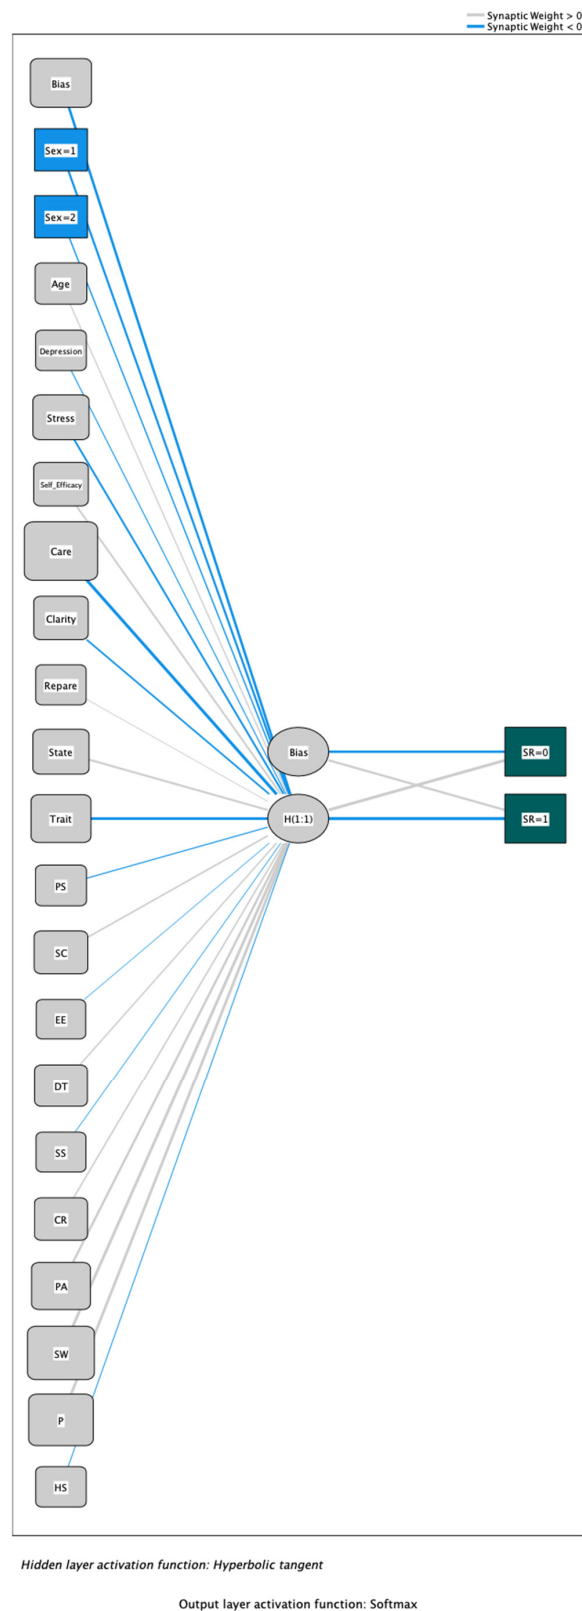 Synaptic Weight > 0
Synaptic Weight < 0
Bias
Sex=1
Sex=2
Age
Depression
Stress
Self_Efficacy
Care
Clarity
Repare
State
Bias
SR=0
Trait
H(1:1)
SR=1
PS
SC
EE
DT
SS
CR
PA
SW
P
HS
Hidden layer activation function: Hyperbolic tangent
Output layer activation function: Softmax